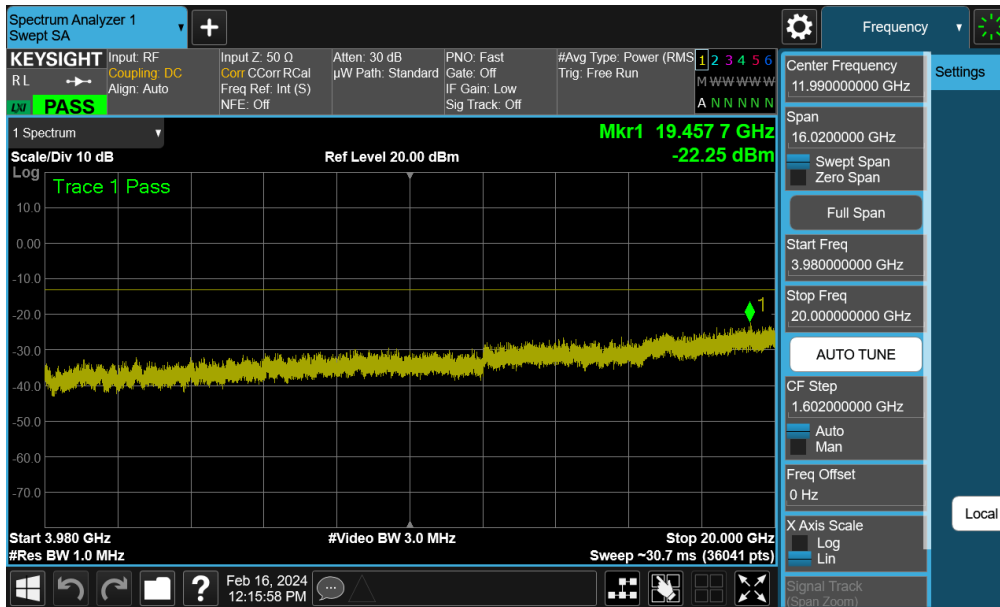 Spectrum Analyzer 1
Swept SA
+
Frequency
KEYSIGHT
RL
LXI PASS
Input: RF
Coupling: DC
Align: Auto
Input Z: 50 Ω
Corr CCorr RCal
Freq Ref: Int (S)
NFE: Off
Atten: 30 dB
µW Path: Standard
PNO: Fast
Gate: Off
IF Gain: Low
Sig Track: Off
#Avg Type: Power (RMS
Trig: Free Run
1 2 3 4 5 6
M W W W W W
A N N N N N
1 Spectrum
Scale/Div 10 dB
Ref Level 20.00 dBm
Mkr1 19.457 7 GHz
-22.25 dBm
Log
Trace 1 Pass
10.0
0.00
-10.0
-20.0
-30.0
-40.0
-50.0
-60.0
-70.0
1
Start 3.980 GHz
#Res BW 1.0 MHz
#Video BW 3.0 MHz
Stop 20.000 GHz
Sweep ~30.7 ms (36041 pts)
Center Frequency
11.990000000 GHz
Span
16.0200000 GHz
Swept Span
Zero Span
Full Span
Start Freq
3.980000000 GHz
Stop Freq
20.000000000 GHz
AUTO TUNE
CF Step
1.602000000 GHz
Auto
Man
Freq Offset
0 Hz
X Axis Scale
Log
Lin
Signal Track
(Span Zoom)
Settings
Local
?
Feb 16, 2024
12:15:58 PM